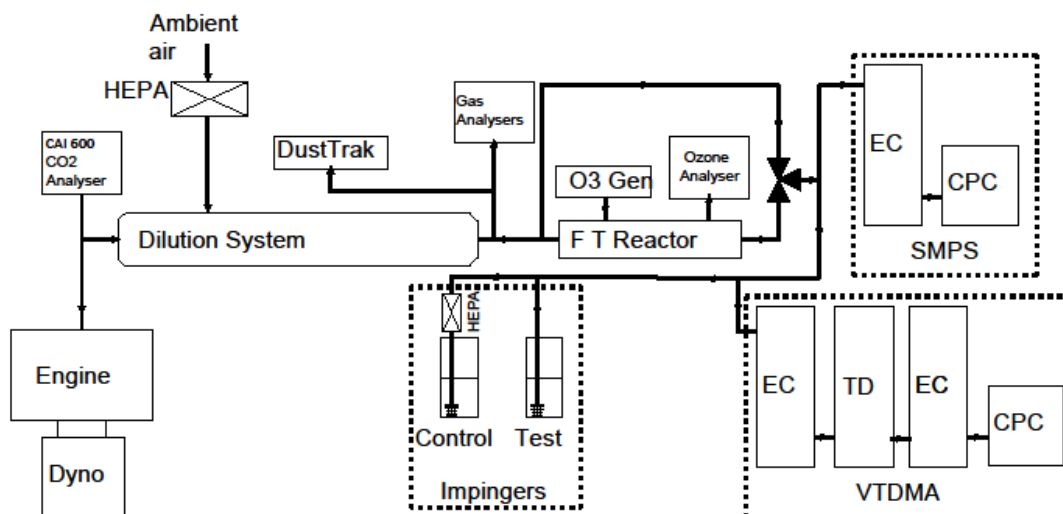 Ambient
air
HEPA
CAI 600
CO2
Analyser
DustTrak
Gas
Analysers
O3 Gen
Ozone
Analyser
EC
CPC
SMPS
Dilution System
F T Reactor
HEPA
Control
Test
Impingers
Engine
Dyno
EC
TD
EC
CPC
VTDMA